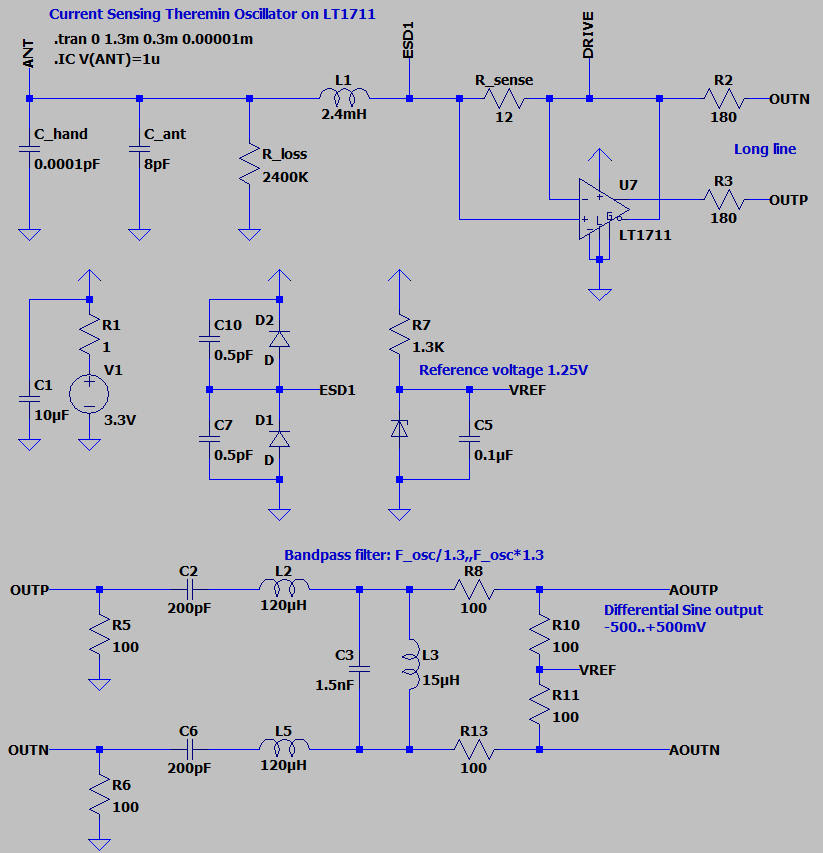 Current Sensing Theremin Oscillator on LT1711
.tran 0 1.3m 0.3m 0.00001m
.IC V(ANT)=1u
ANT
ESD1
DRIVE
L1
2.4mH
R_sense
12
R2
180
OUTN
C_hand
0.0001pF
C_ant
8pF
R_loss
2400K
Long line
U7
LT1711
R3
180
OUTP
R1
1
V1
3.3V
C1
10µF
C10
0.5pF
D2
D
ESD1
C7
0.5pF
D1
D
R7
1.3K
Reference voltage 1.25V
VREF
C5
0.1µF
Bandpass filter: F_osc/1.3,,F_osc*1.3
OUTP
C2
200pF
L2
120µH
R8
100
AOUTP
Differential Sine output
-500..+500mV
R5
100
C3
1.5nF
L3
15µH
R10
100
VREF
R11
100
OUTN
C6
200pF
L5
120µH
R13
100
AOUTN
R6
100